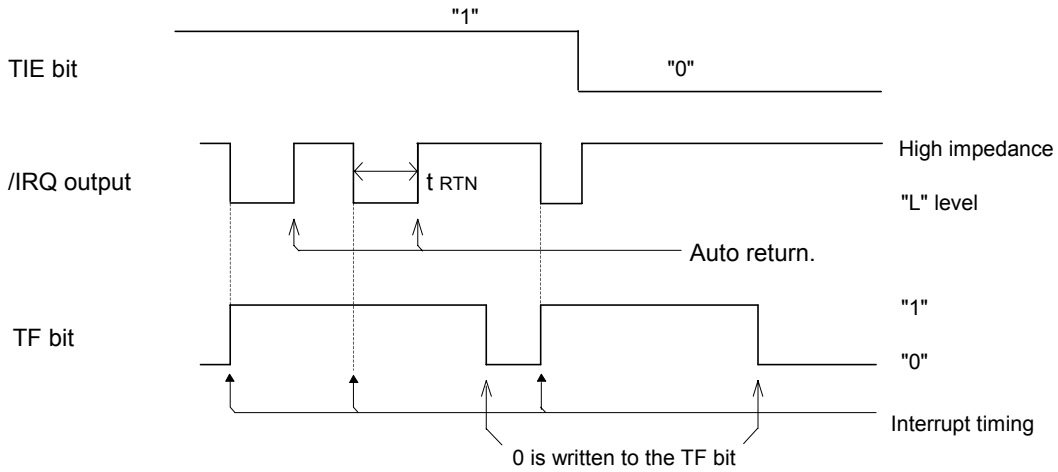 "1"
TIE bit
"0"
High impedance
/IRQ output
t RTN
"L" level
Auto return.
"1"
TF bit
"0"
Interrupt timing
0 is written to the TF bit